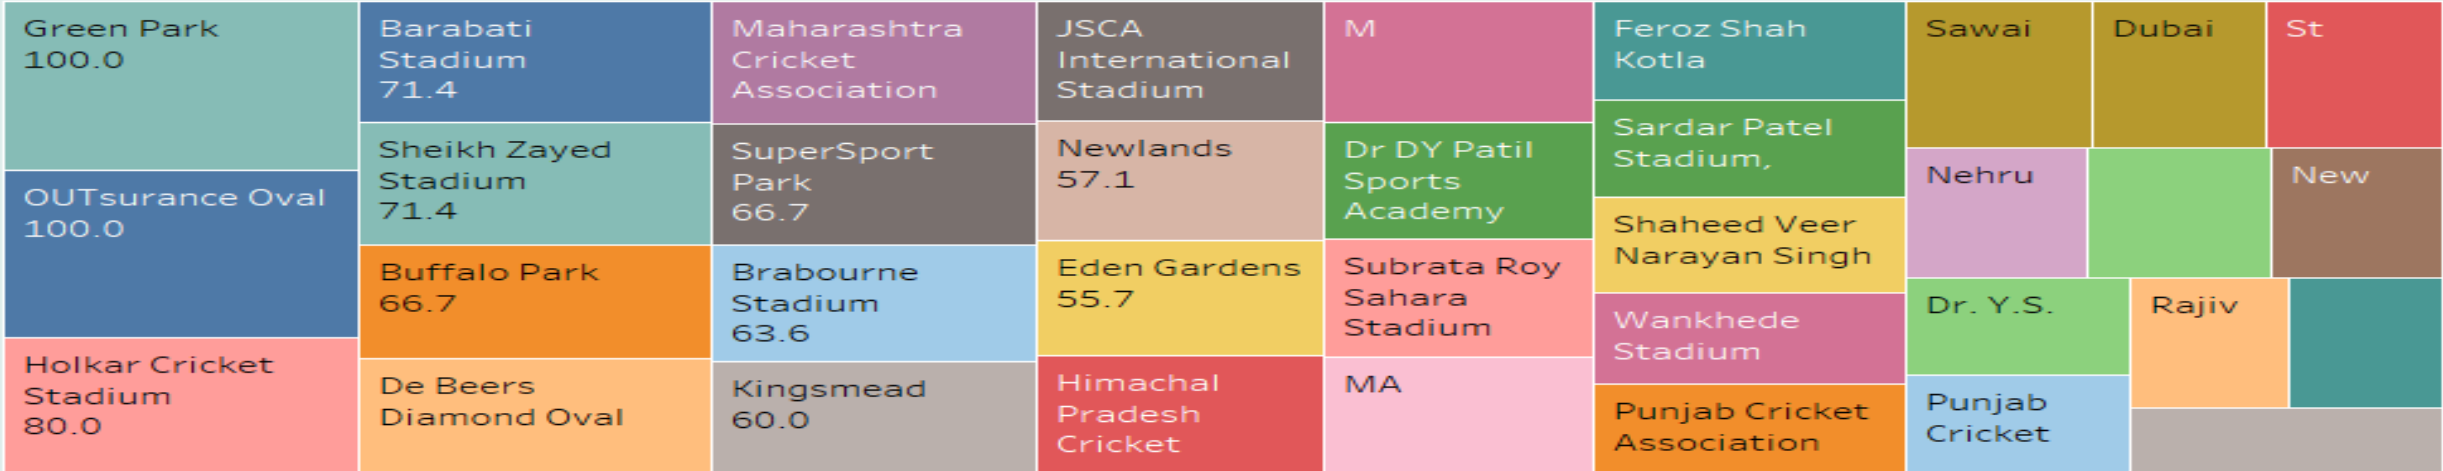 Green Park
100.0
OUTsurance Oval
100.0
Holkar Cricket
Stadium
80.0
Barabati
Stadium
71.4
Sheikh Zayed
Stadium
71.4
Buffalo Park
66.7
De Beers
Diamond Oval
Maharashtra
Cricket
Association
SuperSport
Park
66.7
Brabourne
Stadium
63.6
Kingsmead
60.0
JSCA
International
Stadium
Newlands
57.1
Eden Gardens
55.7
Himachal
Pradesh
Cricket
M
Dr DY Patil
Sports
Academy
Subrata Roy
Sahara
Stadium
MA
Feroz Shah
Kotla
Sardar Patel
Stadium,
Shaheed Veer
Narayan Singh
Wankhede
Stadium
Punjab Cricket
Association
Sawai
Dubai
St
Nehru
New
Dr. Y.S.
Rajiv
Punjab
Cricket